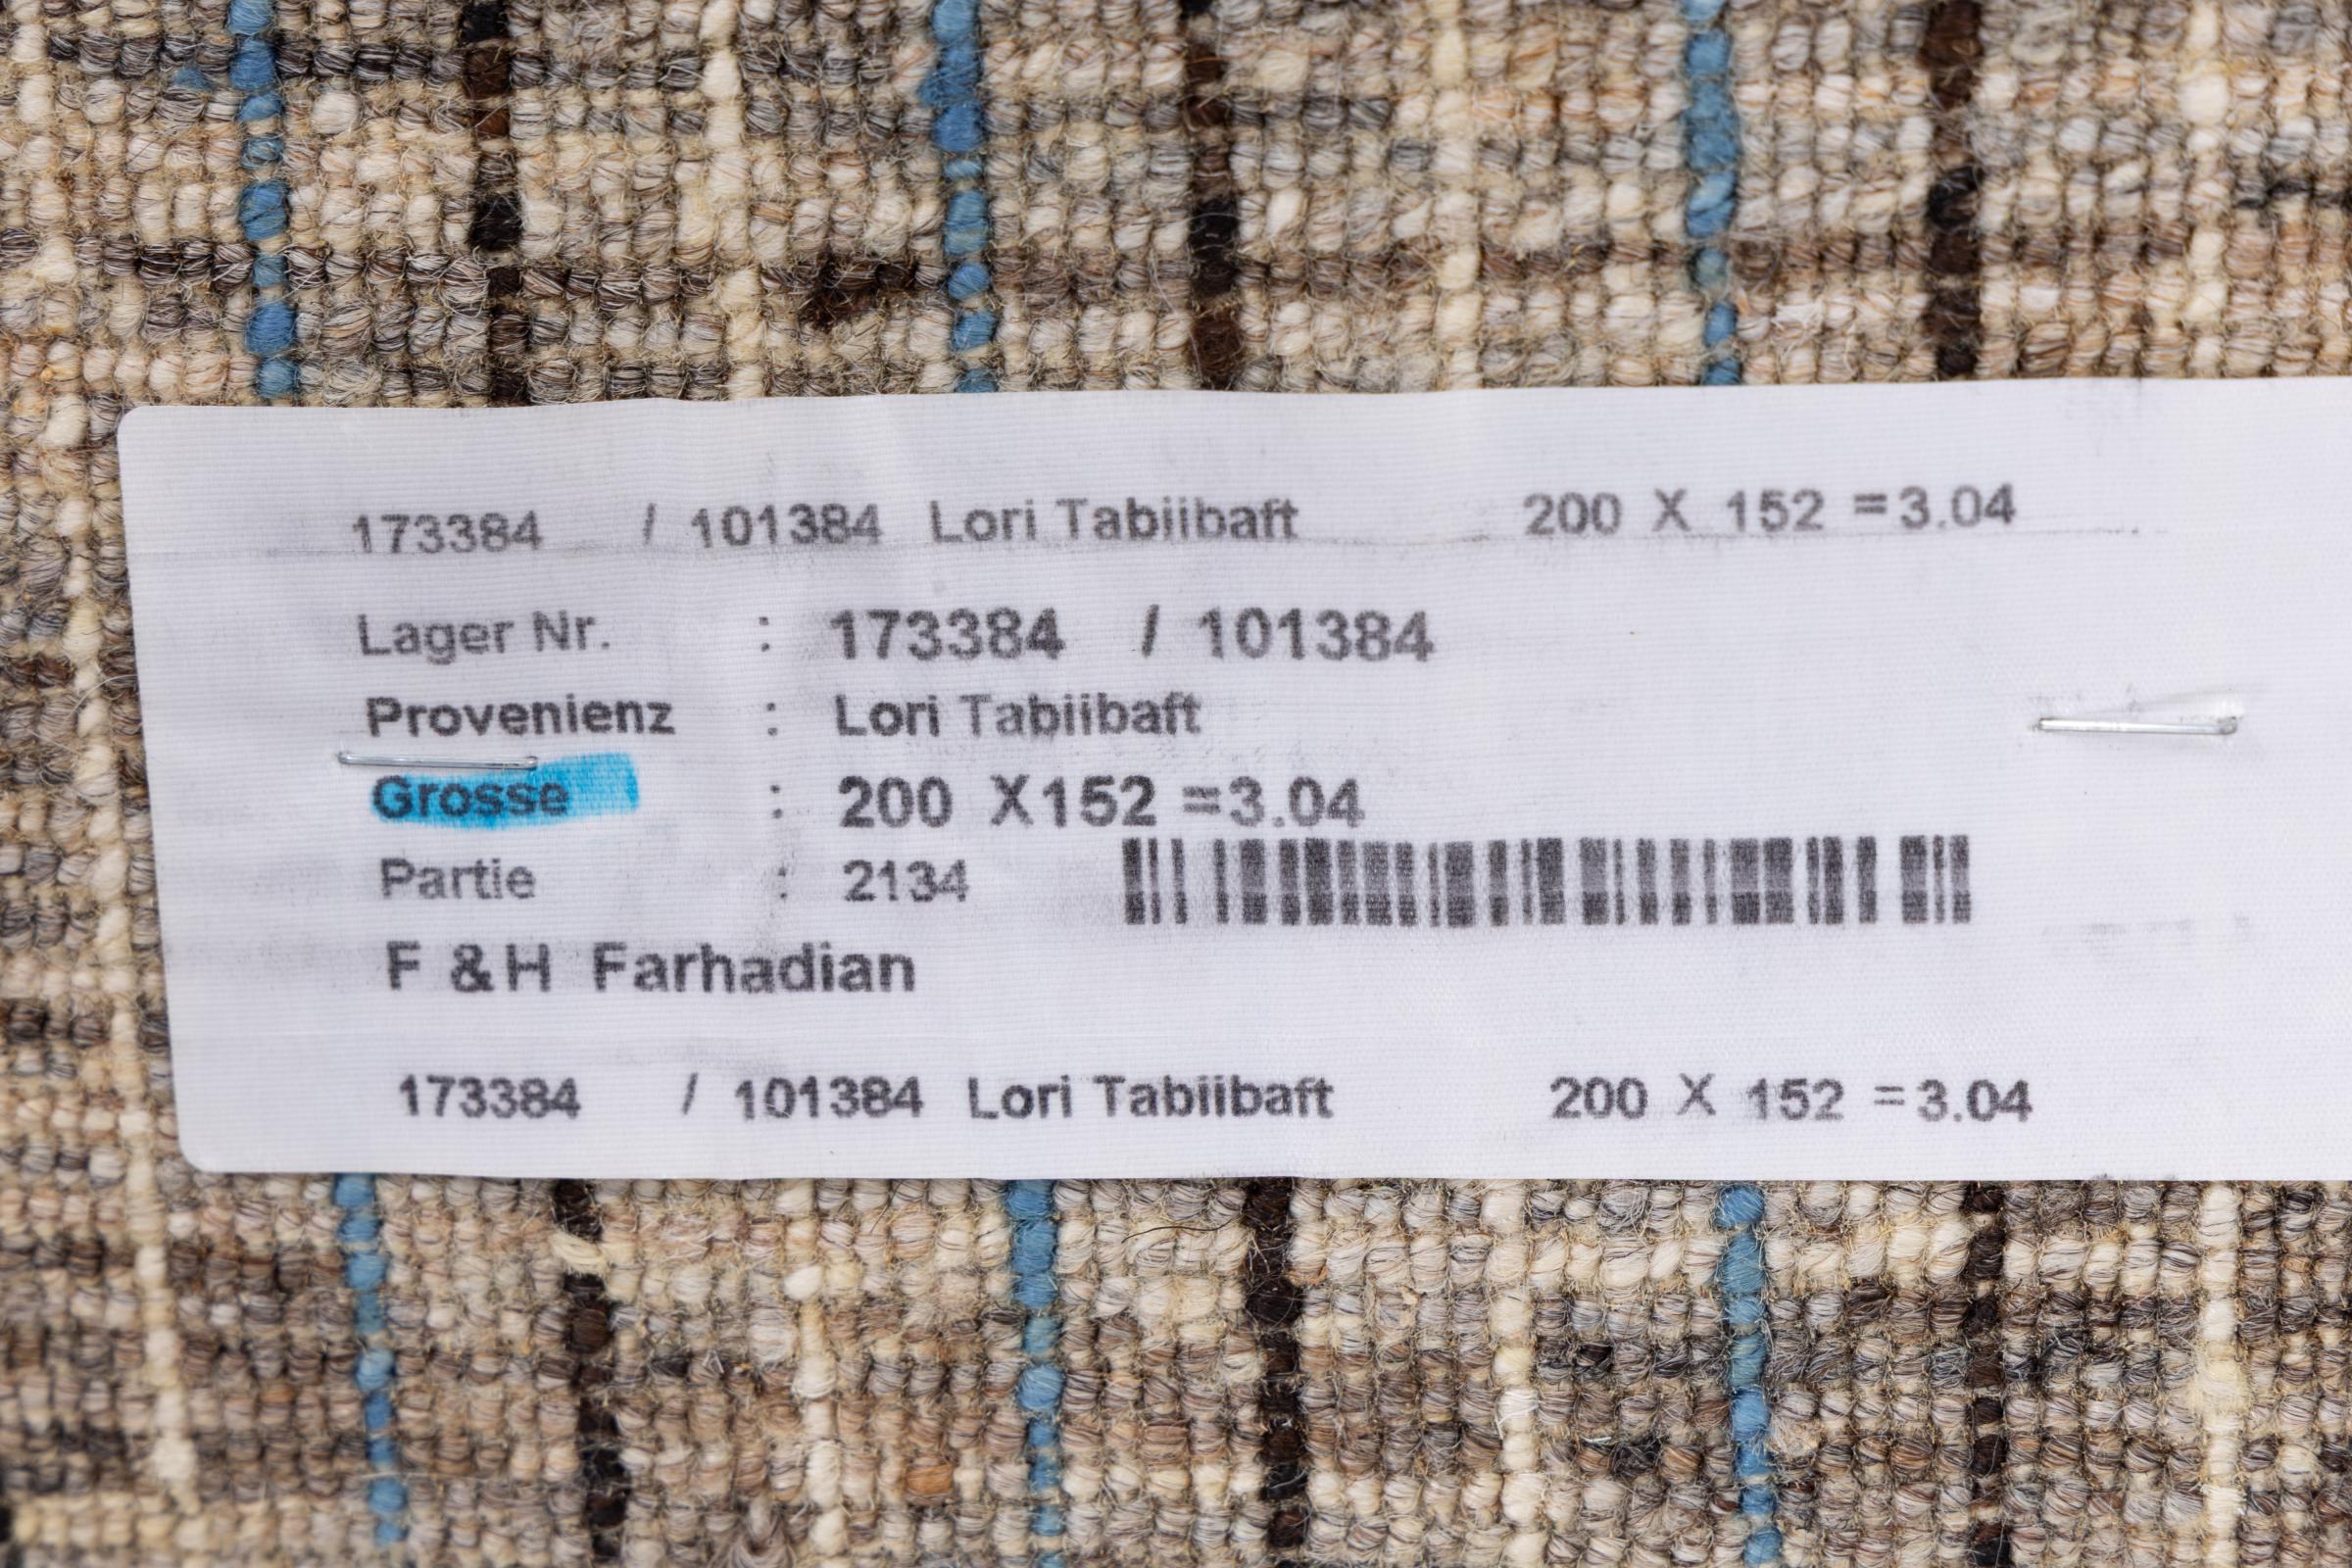 173384 / 101384 Lori Tabiibaft 200 X 152 =3.04
Lager Nr. : 173384 / 101384
Provenienz : Lori Tabiibaft
Grosse : 200 X152 =3.04
Partie : 2134
F &H Farhadian
173384 / 101384 Lori Tabiibaft 200 X 152 =3.04